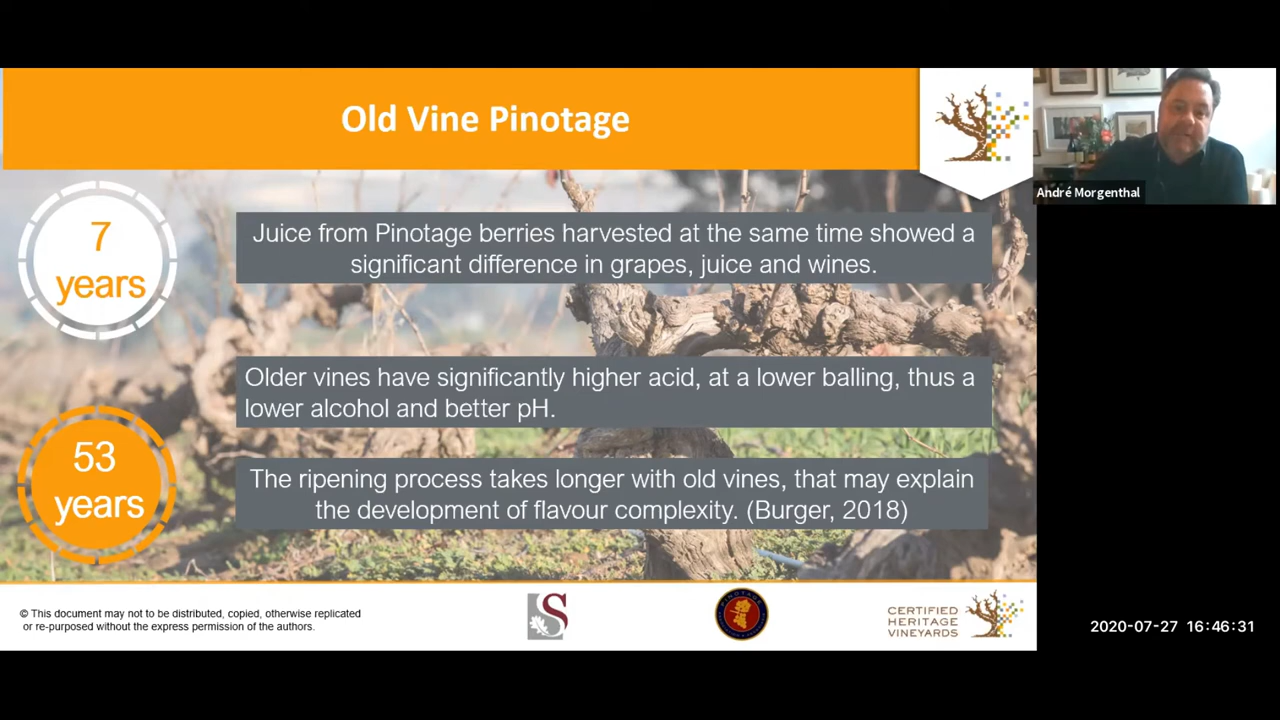 Old Vine Pinotage
André Morgenthal
7
years
Juice from Pinotage berries harvested at the same time showed a
significant difference in grapes, juice and wines.
Older vines have significantly higher acid, at a lower balling, thus a
lower alcohol and better pH.
53
years
The ripening process takes longer with old vines, that may explain
the development of flavour complexity. (Burger, 2018)
© This document may not to be distributed, copied, otherwise replicated
or re-purposed without the express permission of the authors.
S
PINOTAGE
CERTIFIED
HERITAGE
VINEYARDS
2020-07-27 16:46:31